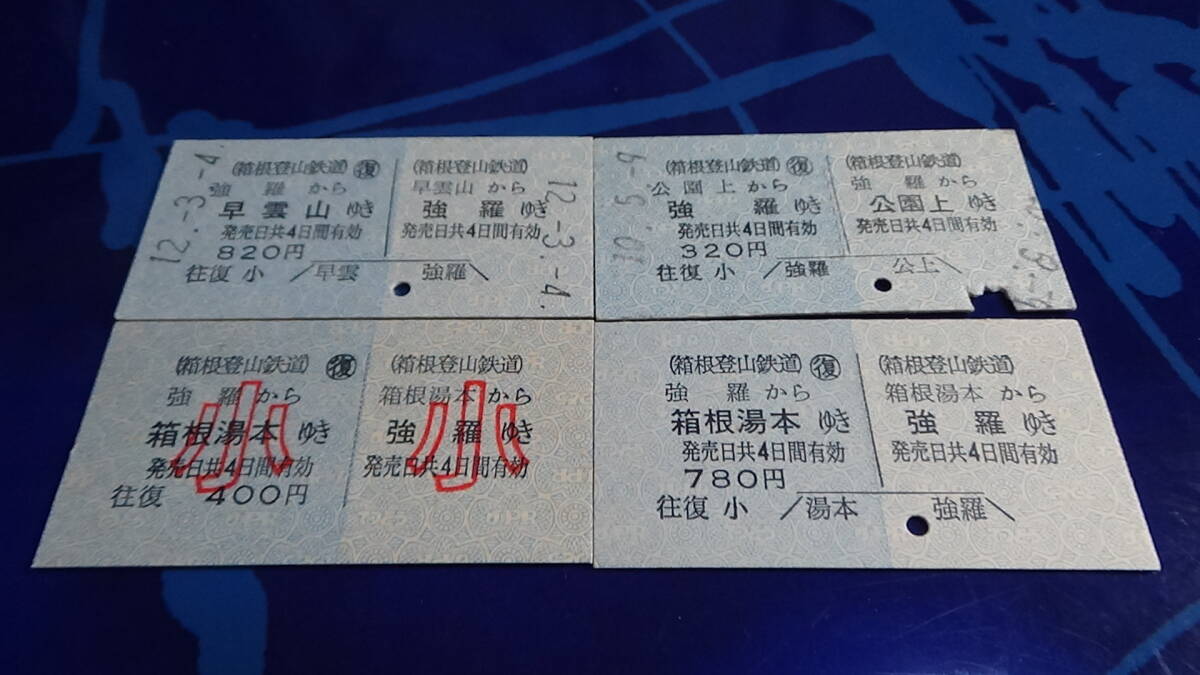 12.-3.-4
(箱根登山鉄道) 復
強羅から
早雲山ゆき
発売日共4日間有効
820円
往復 小 早雲
(箱根登山鉄道)
早雲山から
強羅ゆき
発売日共4日間有効
強羅
12.-3.-4.
10.5.-9
(箱根登山鉄道) 復
公園上から
強羅ゆき
発売日共4日間有効
320円
往復 小 強羅
(箱根登山鉄道)
強羅から
公園上ゆき
発売日共4日間有効
公上
(箱根登山鉄道) 復
強羅から
箱根湯本ゆき
発売日共4日間有効
往復 400円
小
(箱根登山鉄道)
箱根湯本から
強羅ゆき
発売日共4日間有効
小
(箱根登山鉄道) 復
強羅から
箱根湯本ゆき
発売日共4日間有効
780円
往復 小 湯本
(箱根登山鉄道)
箱根湯本から
強羅ゆき
発売日共4日間有効
強羅